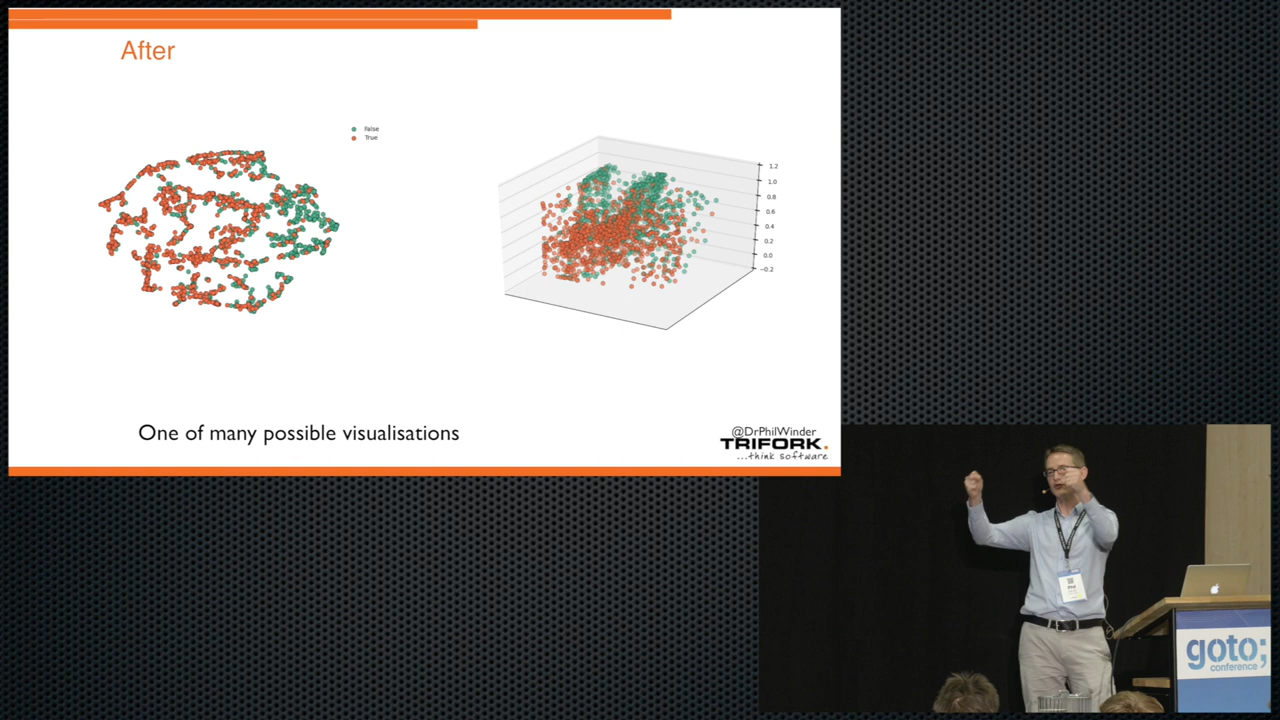 After
False
True
1.2
1.0
0.8
0.6
0.4
0.2
0.0
−0.2
One of many possible visualisations
@DrPhilWinder
TRIFORK.
...think software
Phil
goto;
conference